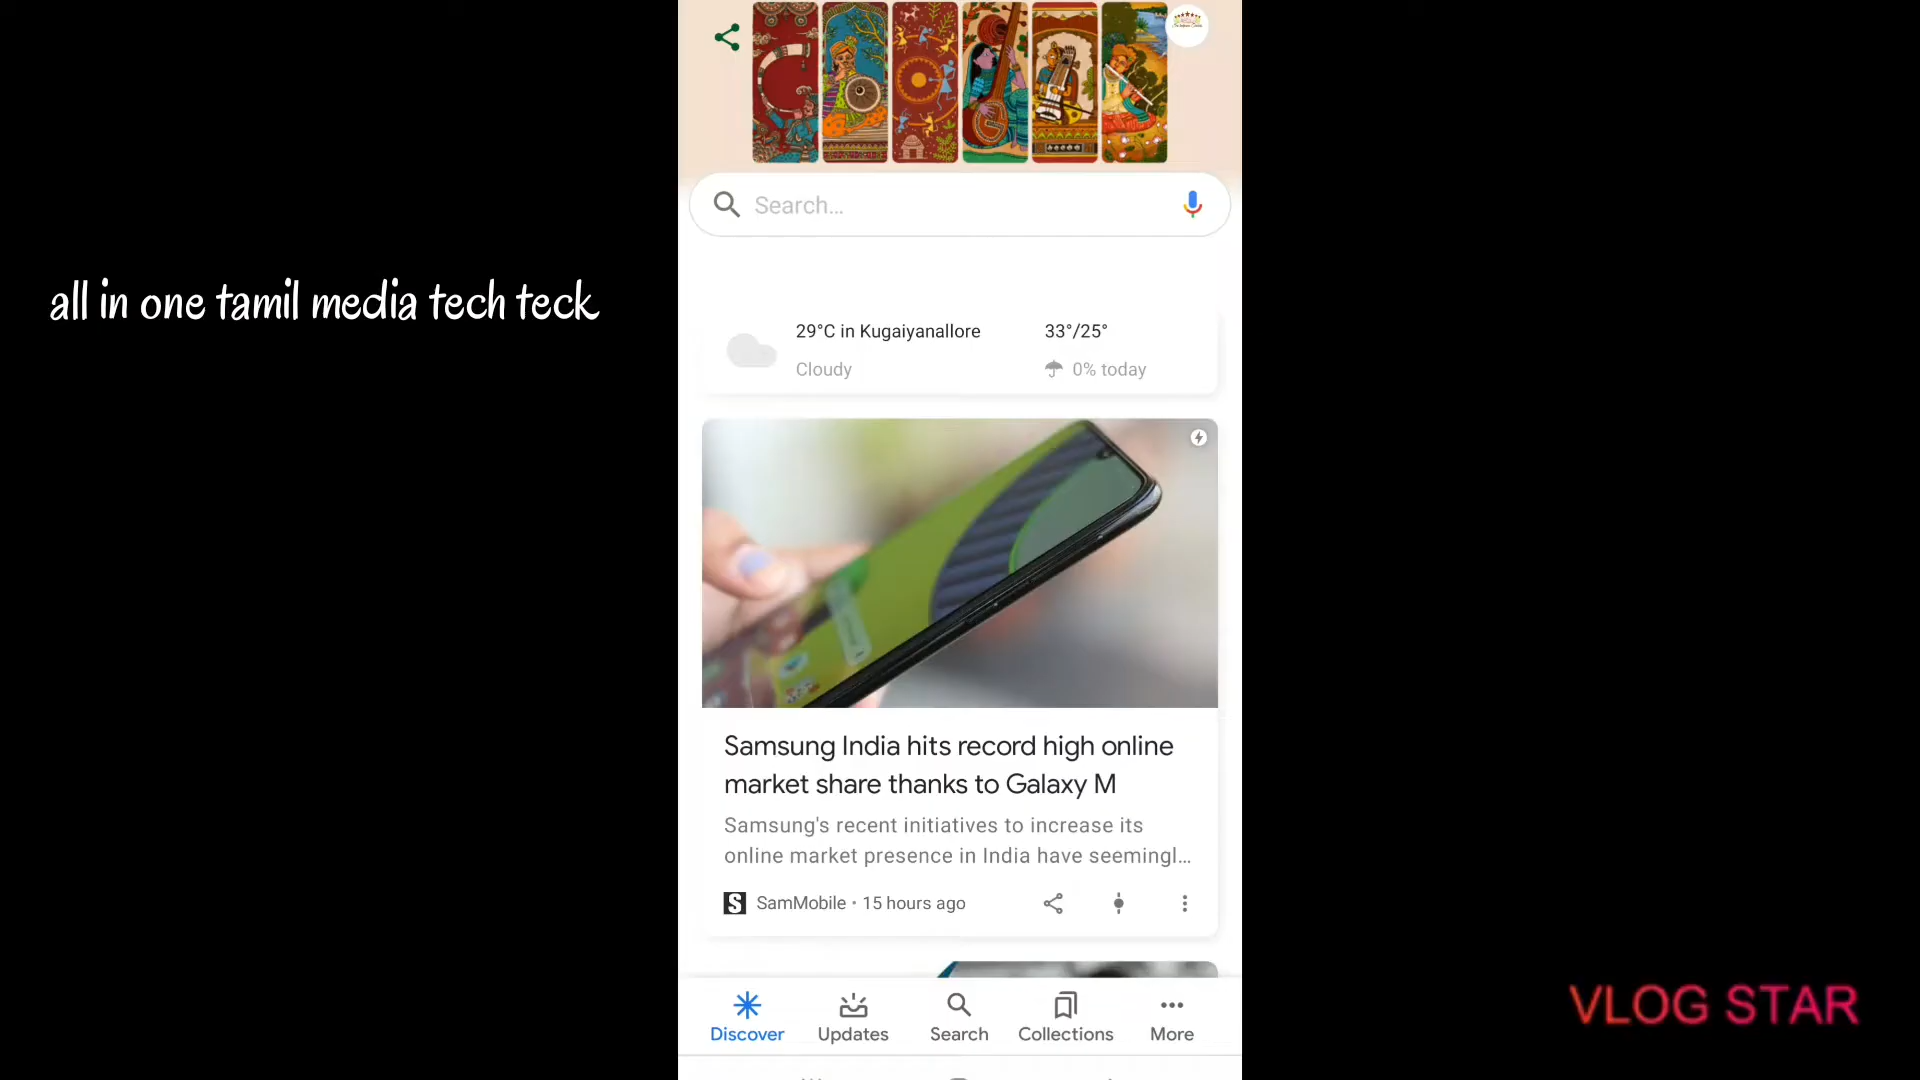 all in one tamil media tech teck
Search...
29°C in Kugaiyanallore
33°/25°
Cloudy
0% today
Samsung India hits record high online
market share thanks to Galaxy M
Samsung's recent initiatives to increase its
online market presence in India have seemingl...
S SamMobile • 15 hours ago
Discover
Updates
Search
Collections
More
VLOG STAR